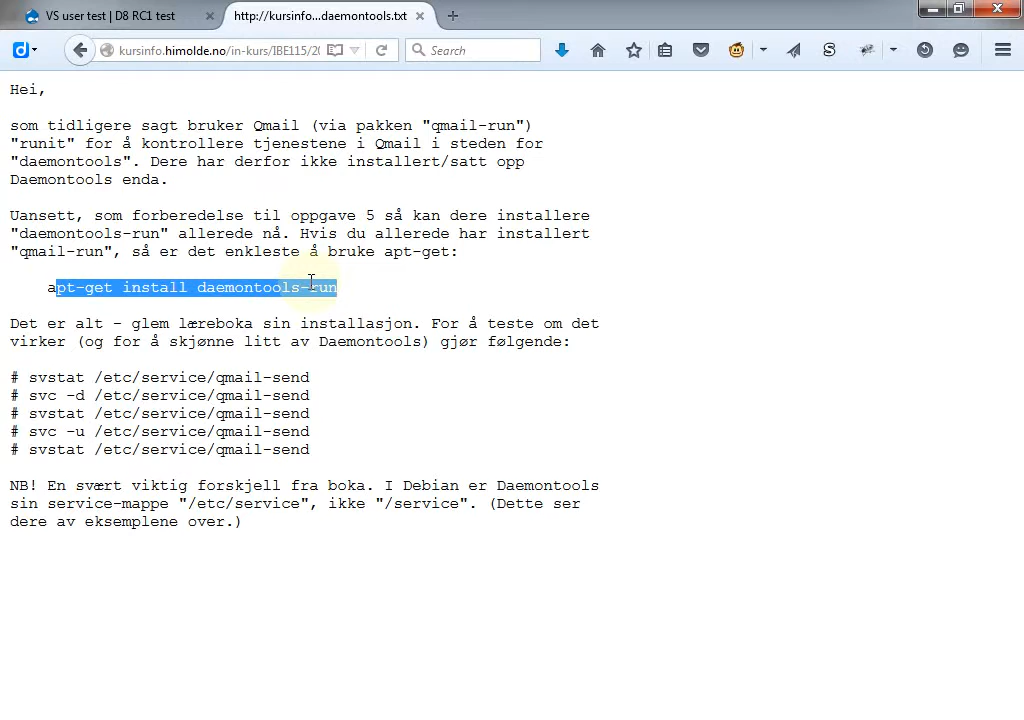 VS user test | D8 RC1 test
http://kursinfo...daemontools.txt
kursinfo.himolde.no/in-kurs/IBE115/20
Search
Hei,
som tidligere sagt bruker Qmail (via pakken "qmail-run")
"runit" for å kontrollere tjenestene i Qmail i steden for
"daemontools". Dere har derfor ikke installert/satt opp
Daemontools enda.
Uansett, som forberedelse til oppgave 5 så kan dere installere
"daemontools-run" allerede nå. Hvis du allerede har installert
"qmail-run", så er det enkleste å bruke apt-get:
apt-get install daemontools-run
Det er alt - glem læreboka sin installasjon. For å teste om det
virker (og for å skjønne litt av Daemontools) gjør følgende:
# svstat /etc/service/qmail-send
# svc -d /etc/service/qmail-send
# svstat /etc/service/qmail-send
# svc -u /etc/service/qmail-send
# svstat /etc/service/qmail-send
NB! En svært viktig forskjell fra boka. I Debian er Daemontools
sin service-mappe "/etc/service", ikke "/service". (Dette ser
dere av eksemplene over.)